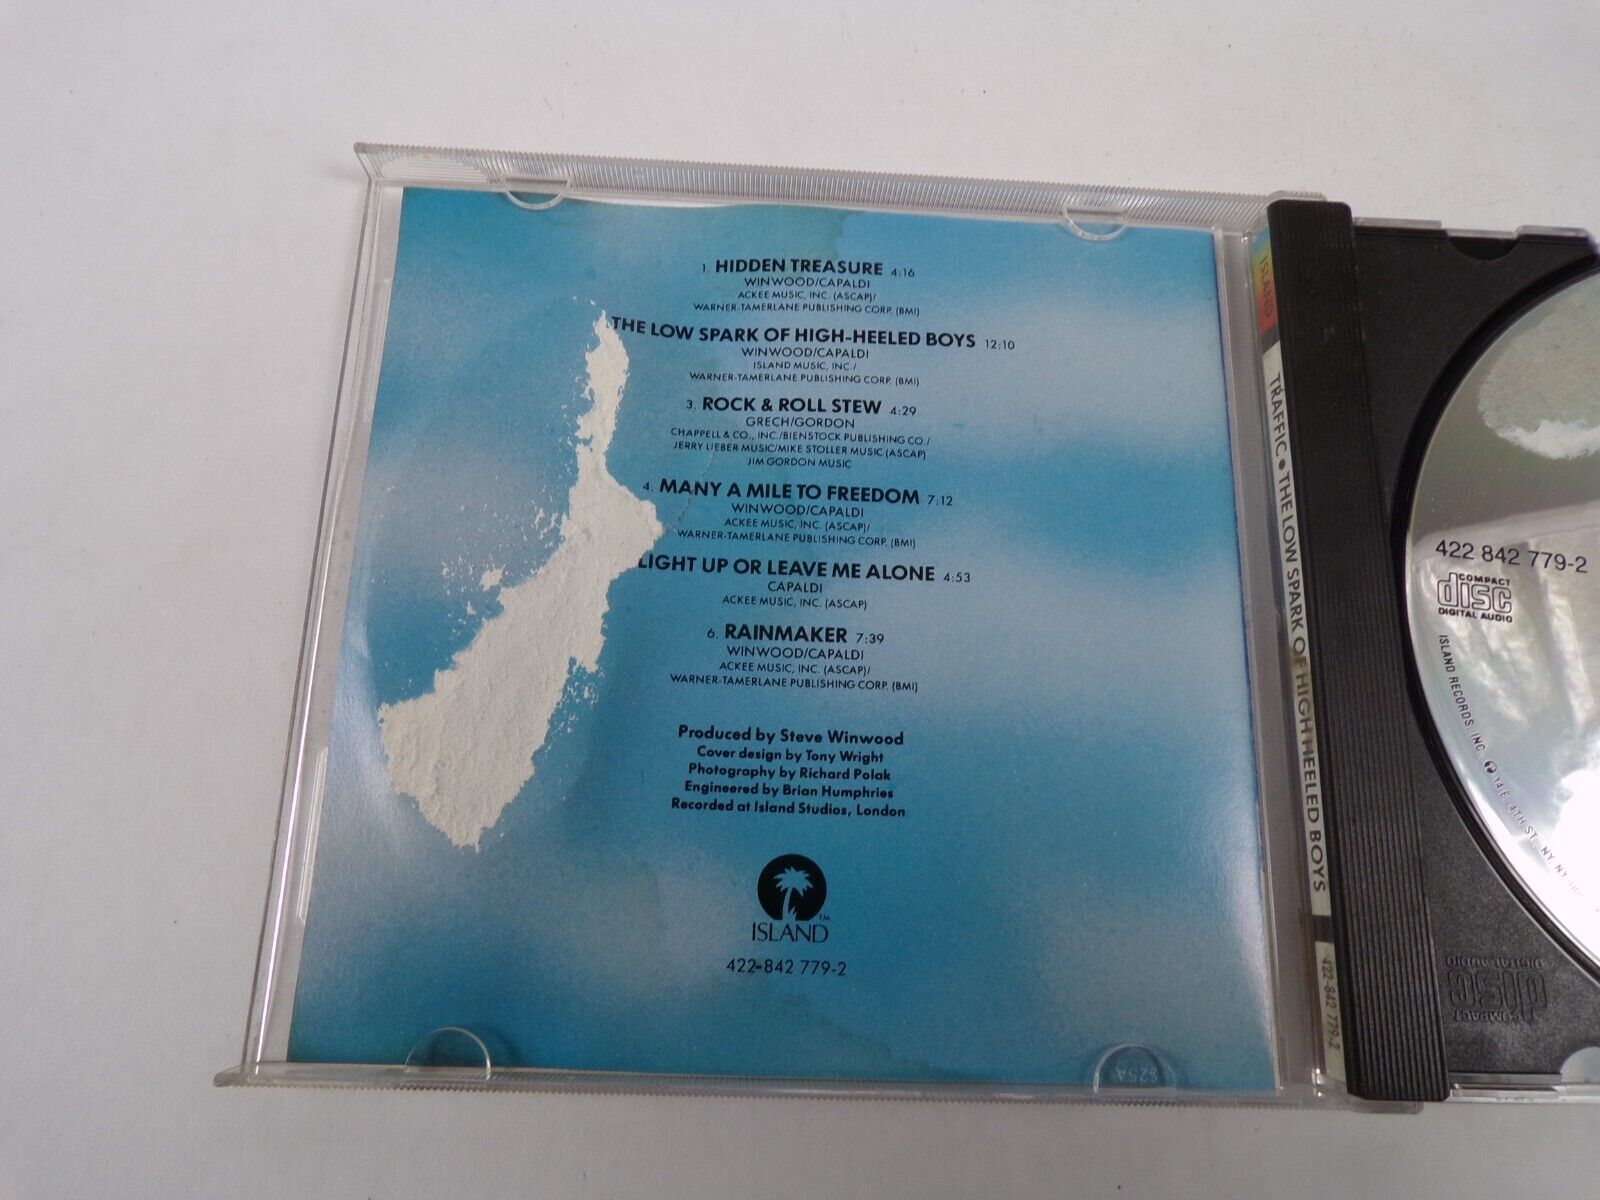 1. HIDDEN TREASURE 4:16
WINWOOD/CAPALDI
ACKEE MUSIC, INC. (ASCAP)/
WARNER-TAMERLANE PUBLISHING CORP. (BMI)
THE LOW SPARK OF HIGH-HEELED BOYS 12:10
WINWOOD/CAPALDI
ISLAND MUSIC, INC./
WARNER-TAMERLANE PUBLISHING CORP. (BMI)
3. ROCK & ROLL STEW 4:29
GRECH/GORDON
CHAPPELL & CO., INC./BIENSTOCK PUBLISHING CO./
JERRY LIEBER MUSIC/MIKE STOLLER MUSIC (ASCAP)
JIM GORDON MUSIC
4. MANY A MILE TO FREEDOM 7:12
WINWOOD/CAPALDI
ACKEE MUSIC, INC. (ASCAP)/
WARNER-TAMERLANE PUBLISHING CORP. (BMI)
LIGHT UP OR LEAVE ME ALONE 4:53
CAPALDI
ACKEE MUSIC, INC. (ASCAP)
6. RAINMAKER 7:39
WINWOOD/CAPALDI
ACKEE MUSIC, INC. (ASCAP)/
WARNER-TAMERLANE PUBLISHING CORP. (BMI)
Produced by Steve Winwood
Cover design by Tony Wright
Photography by Richard Polak
Engineered by Brian Humphries
Recorded at Island Studios, London
TM
ISLAND
422-842 779-2
825A
ISLAND
TRAFFIC • THE LOW SPARK OF HIGH HEELED BOYS
422-842 779-2
422 842 779-2
COMPACT
disc
DIGITAL AUDIO
ISLAND RECORDS, INC. 14 E. 4TH ST., NY, NY
COMPACT
disc
DIGITAL AUDIO